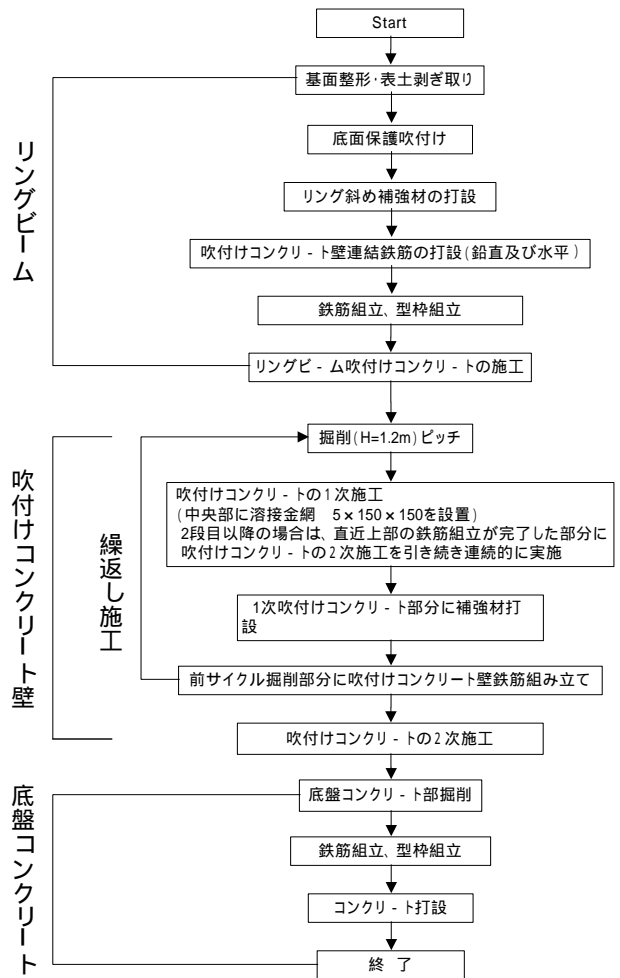 Start
基面整形･表土剥ぎ取り
底面保護吹付け
リング斜め補強材の打設
吹付けコンクリ-ト壁連結鉄筋の打設(鉛直及び水平)
鉄筋組立、型枠組立
リングビ-ム吹付けコンクリ-トの施工
リングビーム
掘削(H=1.2m)ピッチ
吹付けコンクリ-トの1次施工
(中央部に溶接金網 5×150×150を設置)
2段目以降の場合は、直近上部の鉄筋組立が完了した部分に
吹付けコンクリ-トの2次施工を引き続き連続的に実施
1次吹付けコンクリ-ト部分に補強材打
設
前サイクル掘削部分に吹付けコンクリート壁鉄筋組み立て
吹付けコンクリ-トの2次施工
繰返し施工
吹付けコンクリート壁
底盤コンクリ-ト部掘削
鉄筋組立、型枠組立
コンクリ-ト打設
終 了
底盤コンクリート